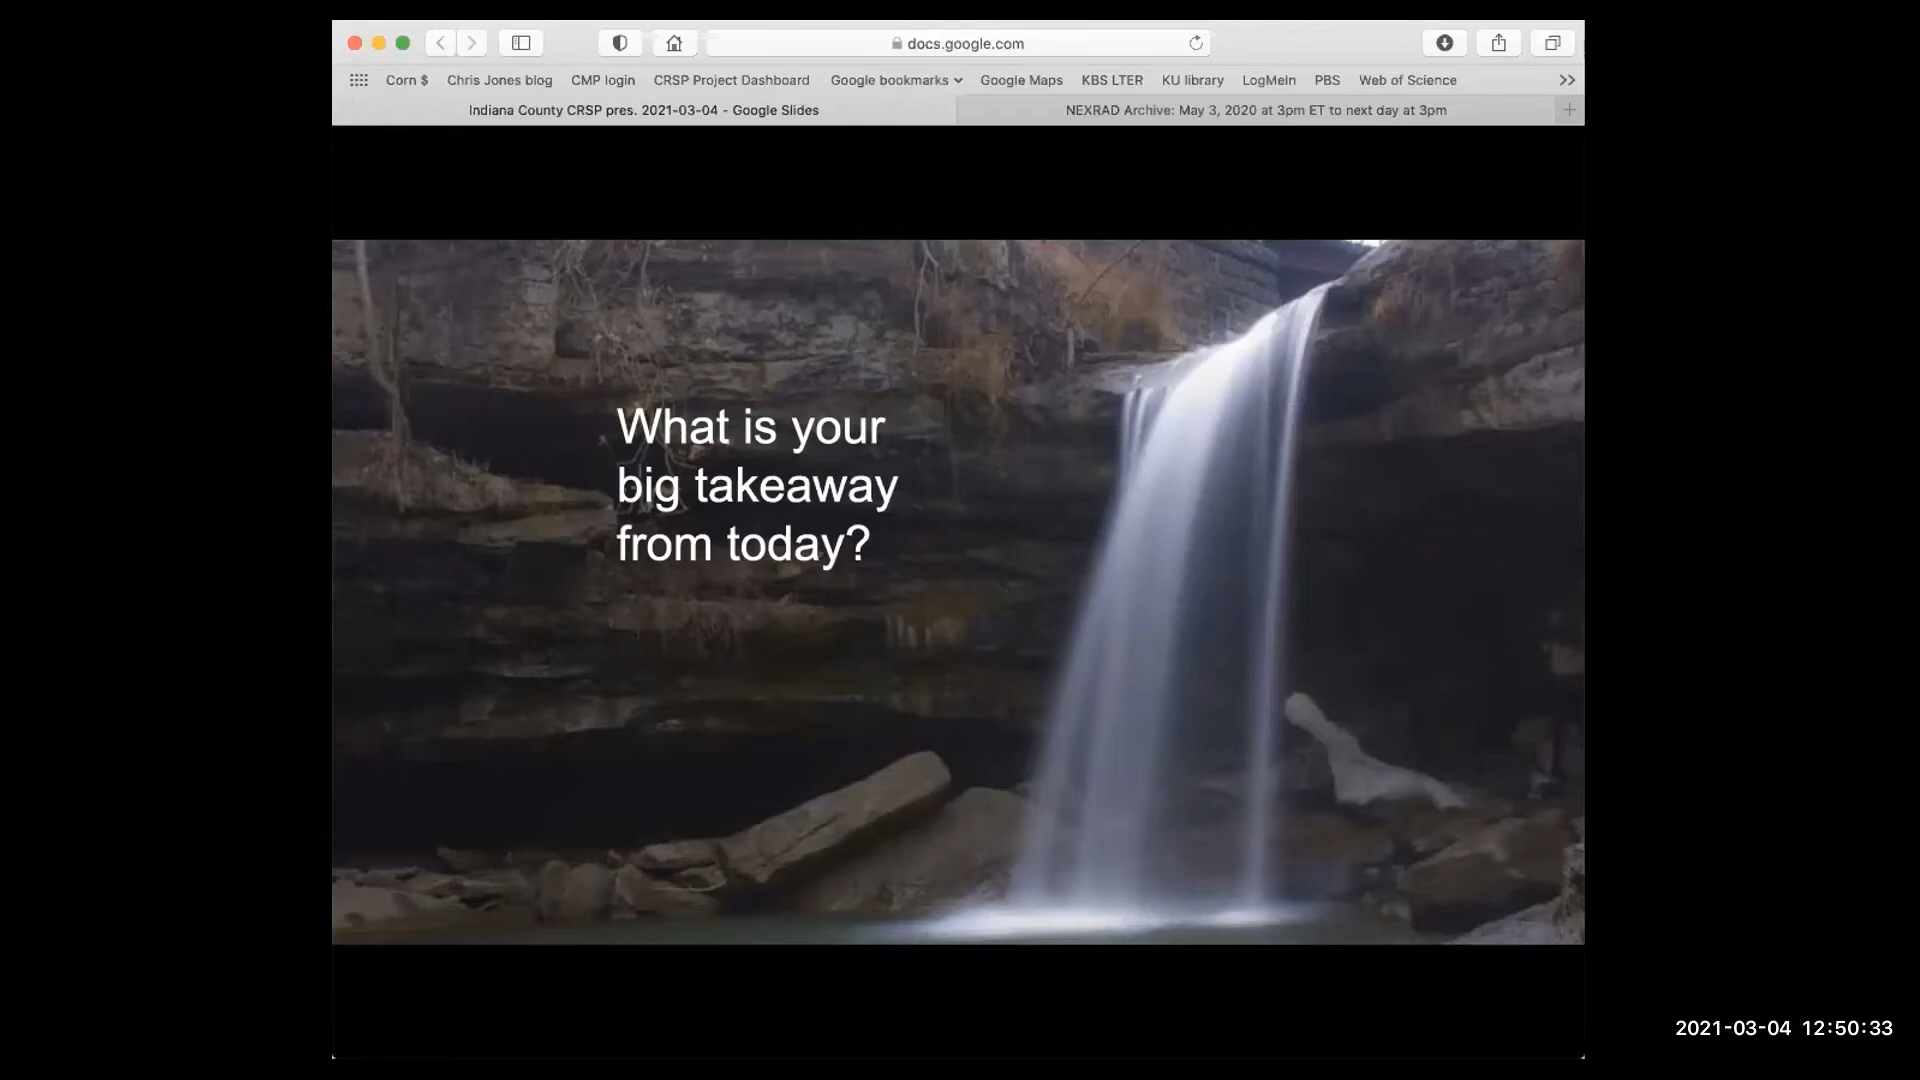 docs.google.com
Corn $ Chris Jones blog CMP login CRSP Project Dashboard Google bookmarks Google Maps KBS LTER KU library LogMeIn PBS Web of Science
Indiana County CRSP pres. 2021-03-04 - Google Slides NEXRAD Archive: May 3, 2020 at 3pm ET to next day at 3pm
What is your
big takeaway
from today?
2021-03-04 12:50:33